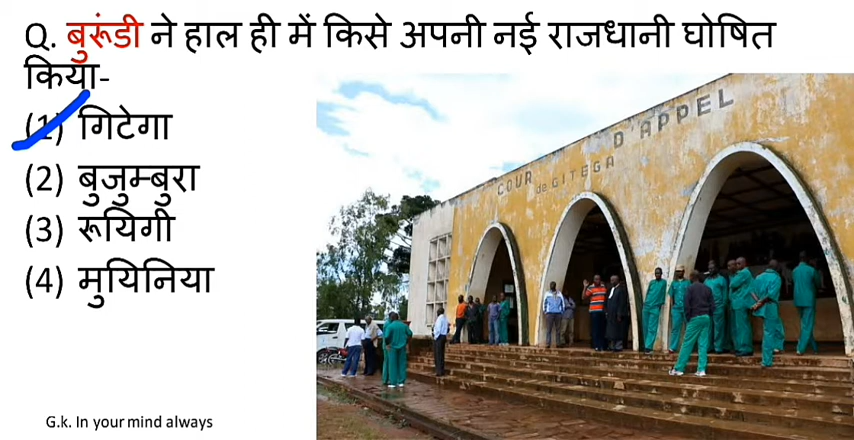 Q. बुरूंडी ने हाल ही में किसे अपनी नई राजधानी घोषित
किया-
(1) गिटेगा
(2) बुजुम्बुरा
(3) रूयिगी
(4) मुयिनिया
COUR D'APPEL
de GITEGA
G.k. In your mind always